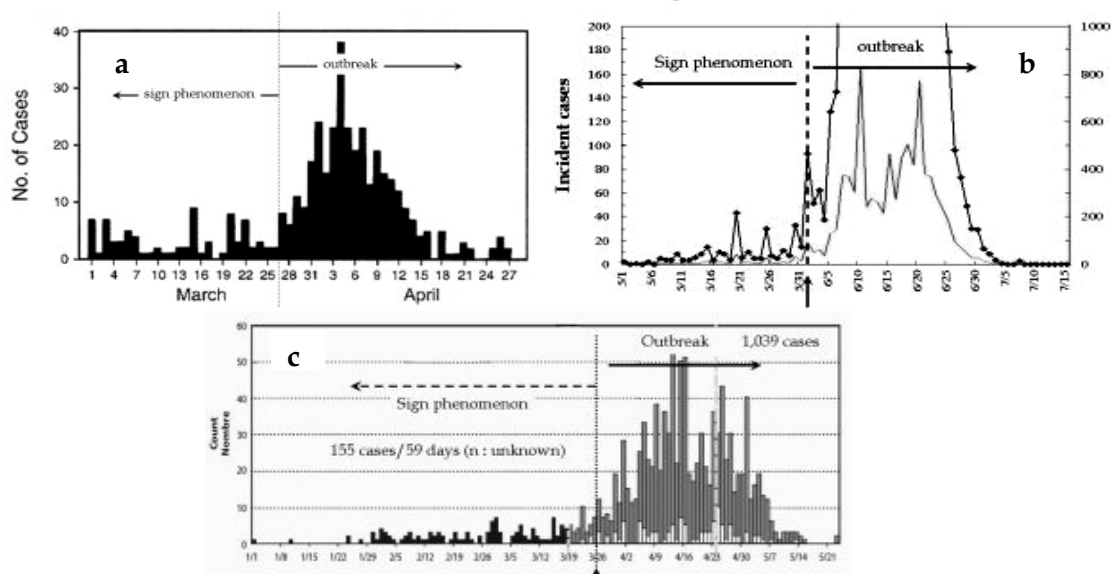 a
outbreak
sign phenomenon
No. of Cases
40
30
20
10
0
1 4 7 10 13 16 19 22 25 28 31 3 6 9 12 15 18 21 24 27
March April
b
outbreak
Sign phenomenon
Incident cases
200
180
160
140
120
100
80
60
40
20
0
1000
800
600
400
200
0
5/1 5/6 5/11 5/16 5/21 5/26 5/31 6/5 6/10 6/15 6/20 6/25 6/30 7/5 7/10 7/15
c
Outbreak 1,039 cases
Sign phenomenon
155 cases/59 days (n : unknown)
Count
Nombre
60
50
40
30
20
10
0
1/1 1/8 1/15 1/22 1/29 2/5 2/12 2/19 2/26 3/5 3/12 3/19 3/26 4/2 4/9 4/16 4/23 4/30 5/7 5/14 5/21